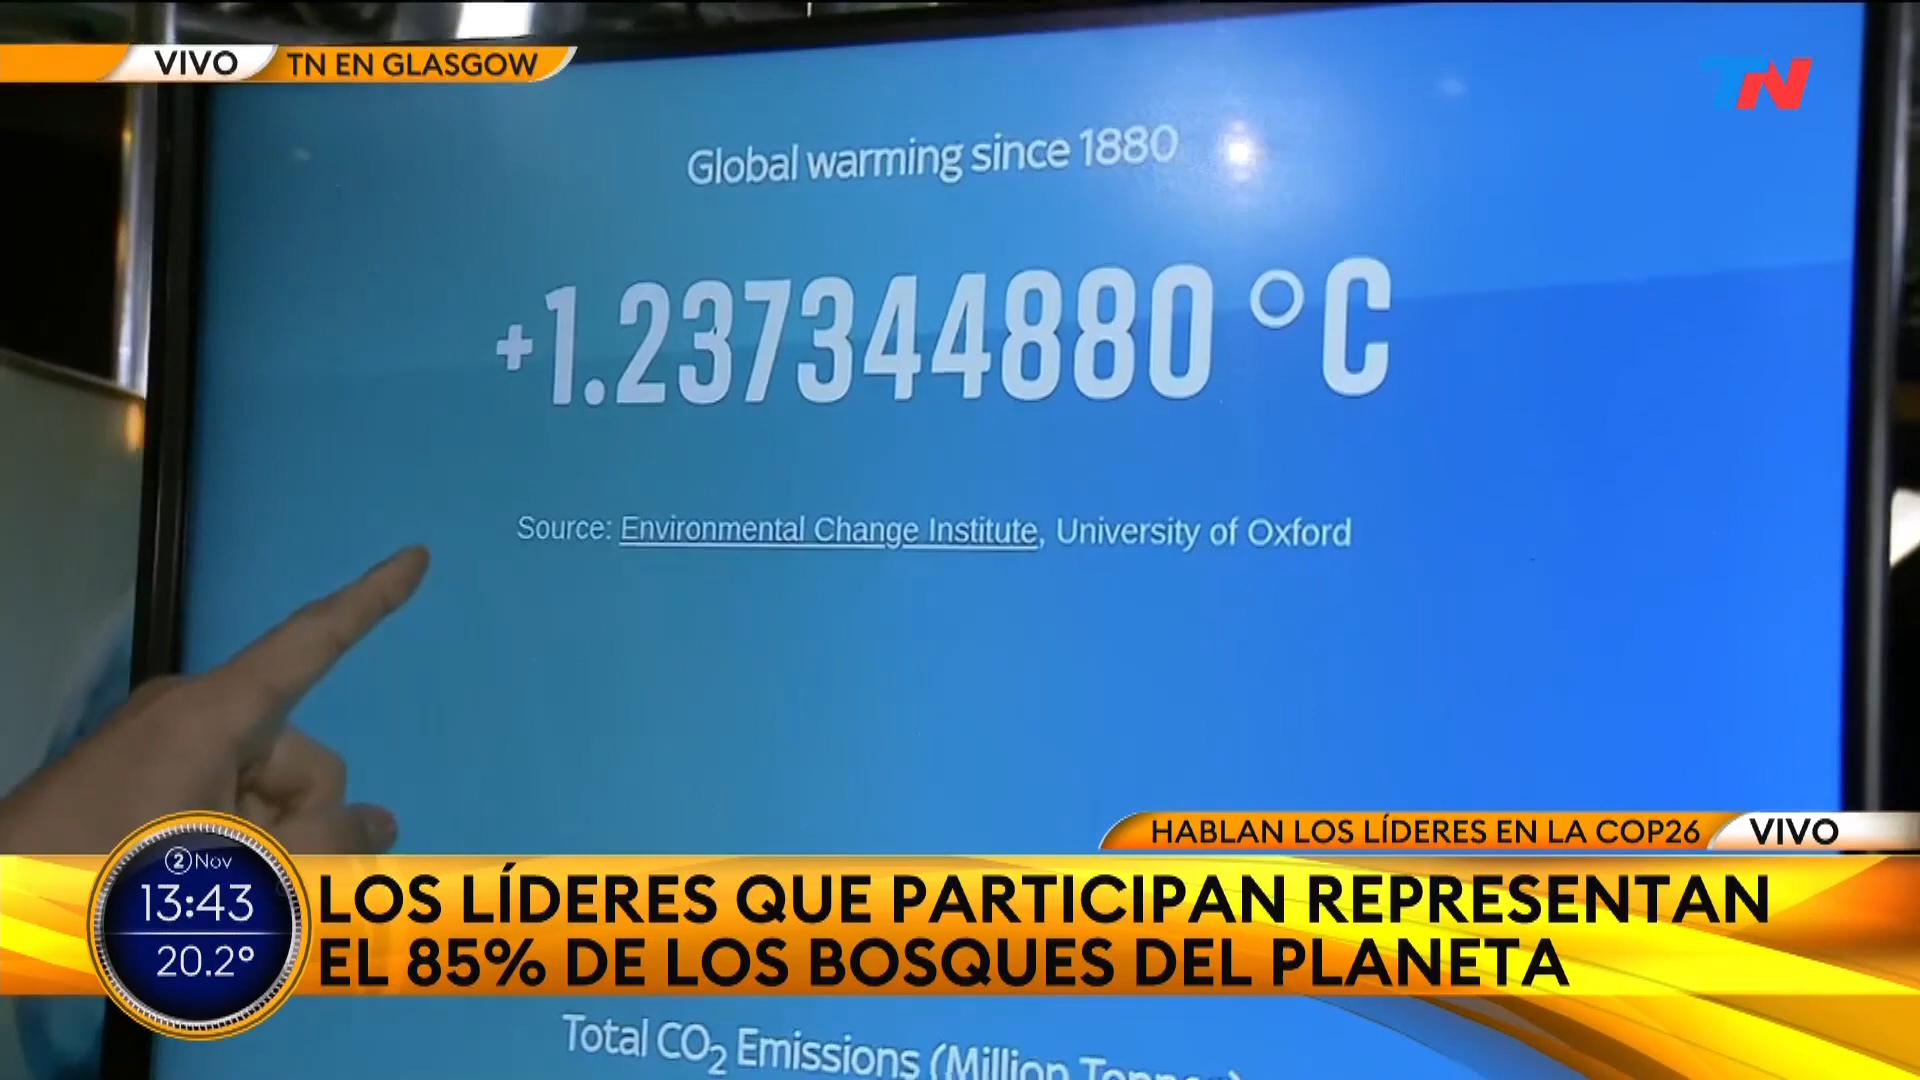 VIVO
TN EN GLASGOW
TN
Global warming since 1880
+1.237344880 °C
Source: Environmental Change Institute, University of Oxford
HABLAN LOS LÍDERES EN LA COP26
VIVO
2 Nov
13:43
20.2°
LOS LÍDERES QUE PARTICIPAN REPRESENTAN
EL 85% DE LOS BOSQUES DEL PLANETA
Total CO₂ Emissions (Million